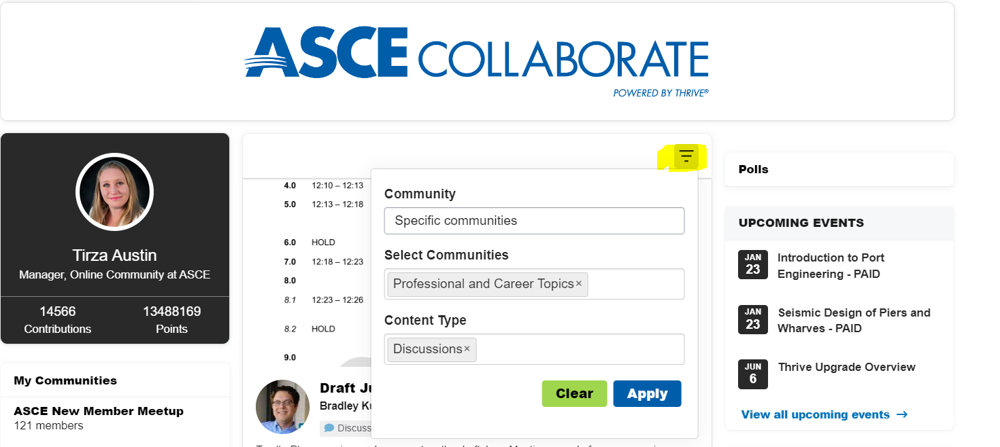 ASCE COLLABORATE
POWERED BY THRIVE®
Tirza Austin
Manager, Online Community at ASCE
14566
Contributions
13488169
Points
My Communities
ASCE New Member Meetup
121 members
4.0 12:10 – 12:13
5.0 12:13 – 12:18
6.0 HOLD
7.0 12:18 – 12:23
8.0
8.1 12:23 – 12:26
8.2 HOLD
9.0
Draft
Bradley
Community
Specific communities
Select Communities
Professional and Career Topics×
Content Type
Discussions×
Clear Apply
Polls
UPCOMING EVENTS
JAN
23
Introduction to Port
Engineering - PAID
JAN
23
Seismic Design of Piers and
Wharves - PAID
JUN
6
Thrive Upgrade Overview
View all upcoming events →